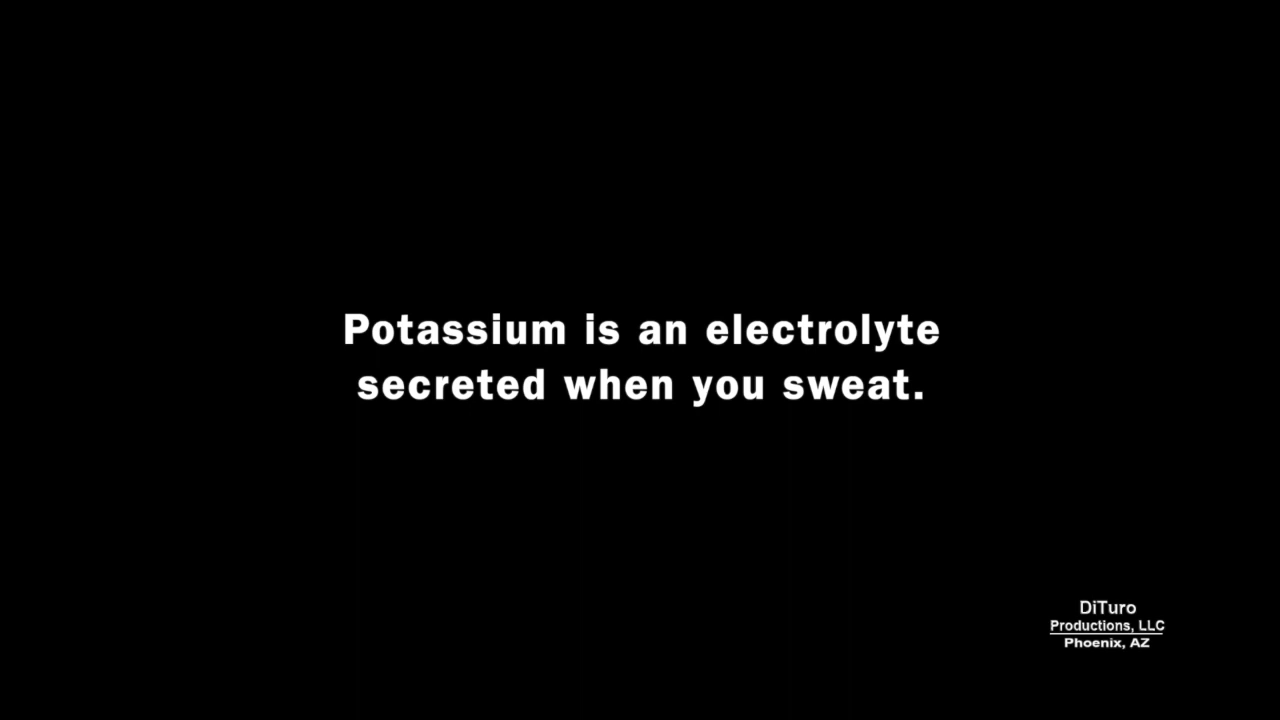 Potassium is an electrolyte
secreted when you sweat.
DiTuro
Productions, LLC
Phoenix, AZ